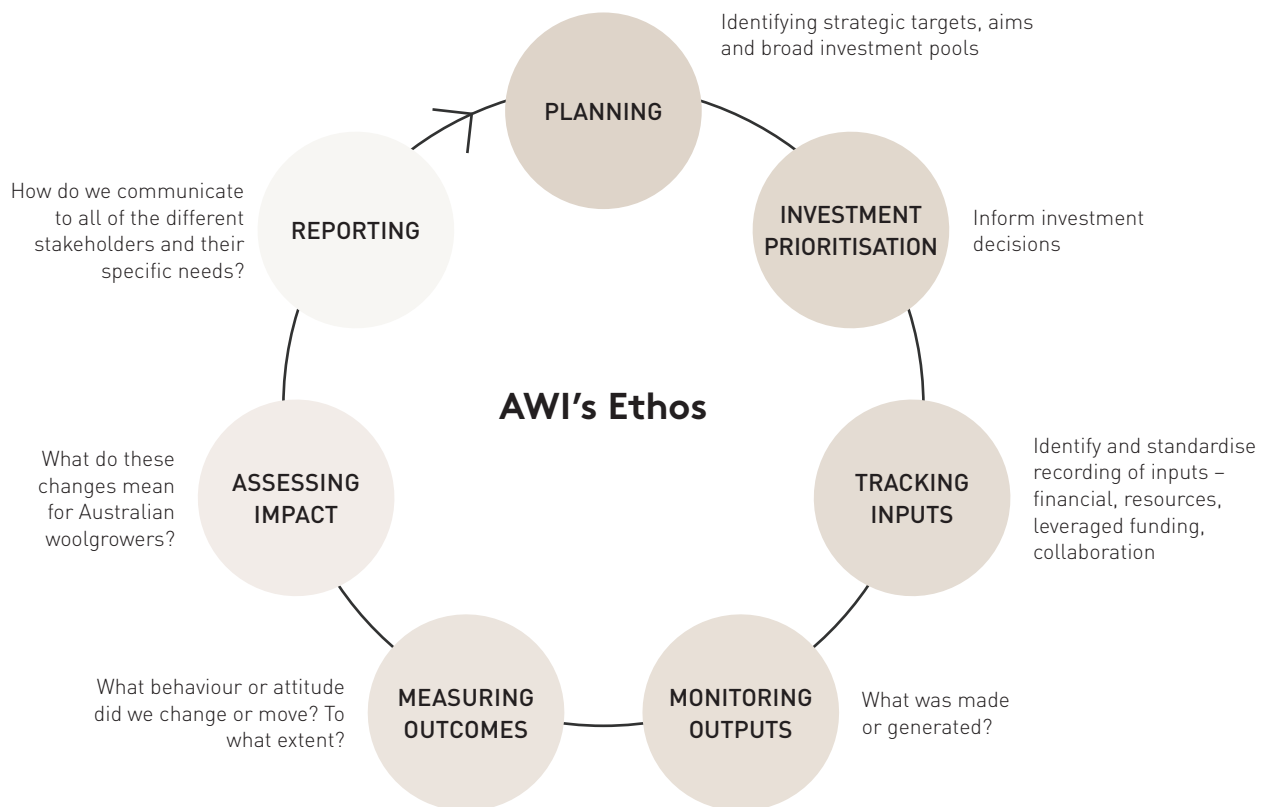 Identifying strategic targets, aims
and broad investment pools
PLANNING
INVESTMENT
PRIORITISATION
Inform investment
decisions
TRACKING
INPUTS
Identify and standardise
recording of inputs –
financial, resources,
leveraged funding,
collaboration
MONITORING
OUTPUTS
What was made
or generated?
MEASURING
OUTCOMES
What behaviour or attitude
did we change or move? To
what extent?
ASSESSING
IMPACT
What do these
changes mean
for Australian
woolgrowers?
REPORTING
How do we communicate
to all of the different
stakeholders and their
specific needs?
AWI’s Ethos